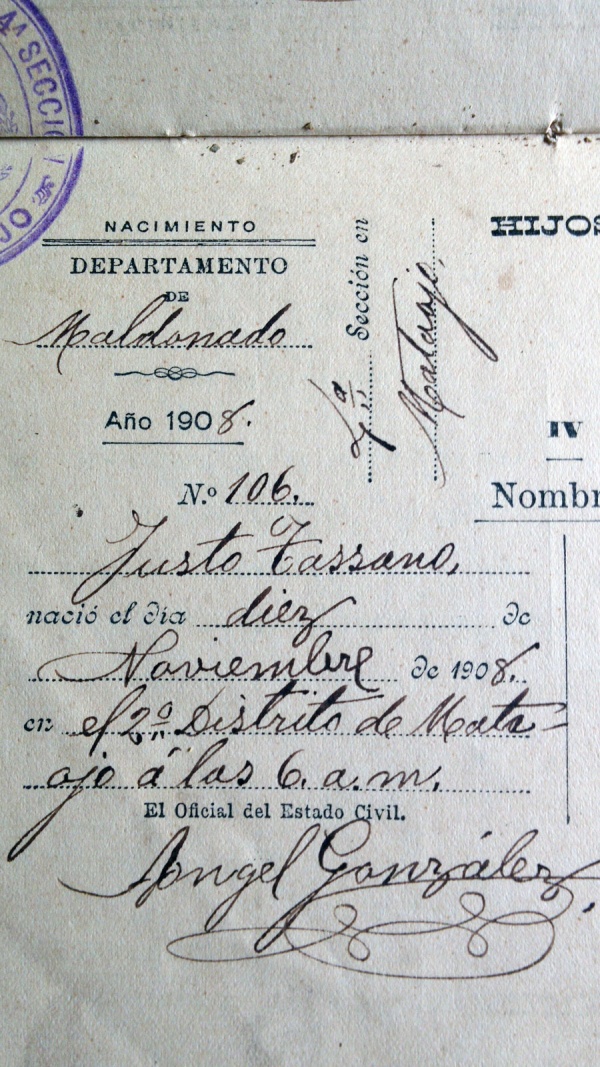 4ª SECCIÓN
JO
NACIMIENTO
DEPARTAMENTO
DE
Maldonado
Año 1908.
Sección en
4ª
Mataojo,
HIJOS
IV
Nombr
N.º 106.
Justo Tassano,
nació el día diez de
Noviembre de 1908.
en el 2º Distrito de Mata=
ojo á las 6. a.m.
El Oficial del Estado Civil.
Angel González,